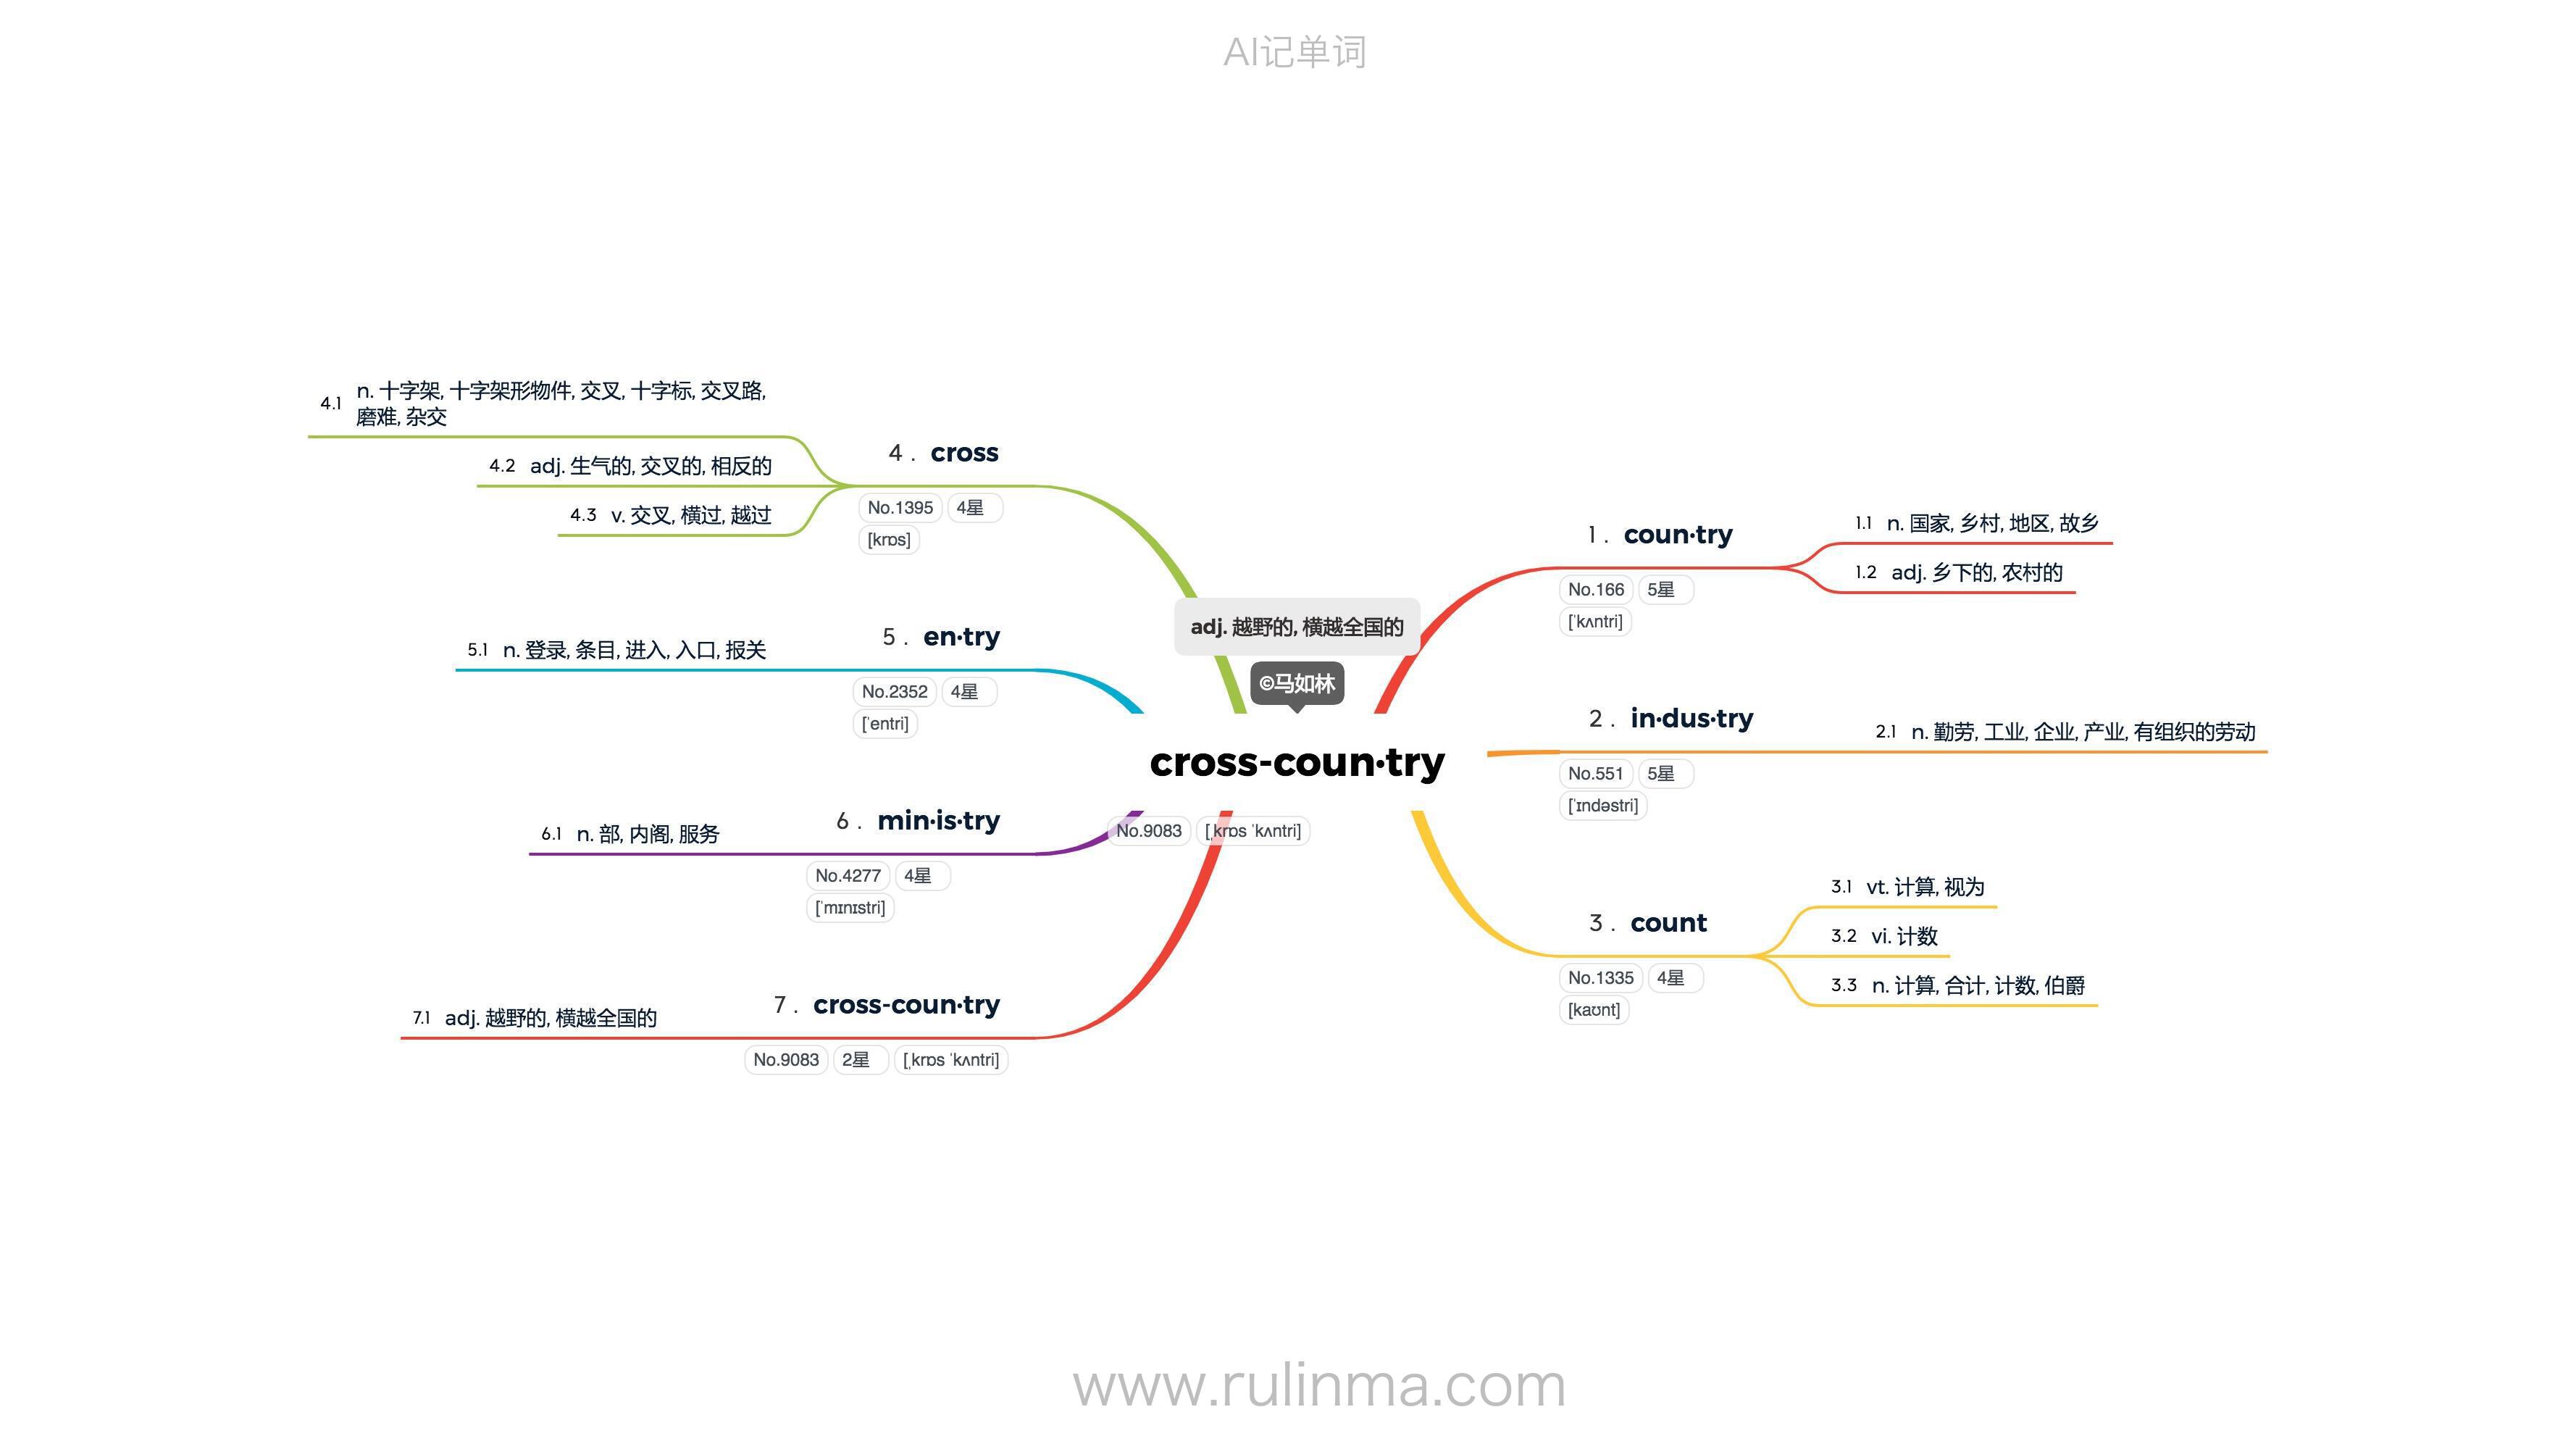 AI记单词
adj. 越野的, 横越全国的
©马如林
cross-coun·try
No.9083 [ˌkrɒs ˈkʌntri]
1 . coun·try
No.166 5星
[ˈkʌntri]
1.1 n. 国家, 乡村, 地区, 故乡
1.2 adj. 乡下的, 农村的
2 . in·dus·try
No.551 5星
[ˈɪndəstri]
2.1 n. 勤劳, 工业, 企业, 产业, 有组织的劳动
3 . count
No.1335 4星
[kaʊnt]
3.1 vt. 计算, 视为
3.2 vi. 计数
3.3 n. 计算, 合计, 计数, 伯爵
4 . cross
No.1395 4星
[krɒs]
4.1 n. 十字架, 十字架形物件, 交叉, 十字标, 交叉路,
磨难, 杂交
4.2 adj. 生气的, 交叉的, 相反的
4.3 v. 交叉, 横过, 越过
5 . en·try
No.2352 4星
[ˈentri]
5.1 n. 登录, 条目, 进入, 入口, 报关
6 . min·is·try
No.4277 4星
[ˈmɪnɪstri]
6.1 n. 部, 内阁, 服务
7 . cross-coun·try
No.9083 2星 [ˌkrɒs ˈkʌntri]
7.1 adj. 越野的, 横越全国的
www.rulinma.com